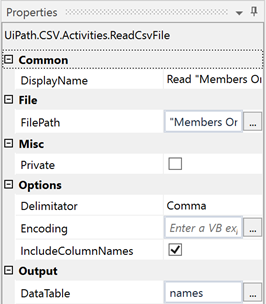 Properties
UiPath.CSV.Activities.ReadCsvFile
Common
DisplayName Read "Members On
File
FilePath "Members Or ...
Misc
Private
Options
Delimitator Comma
Encoding Enter a VB ex, ...
IncludeColumnNames
Output
DataTable names ...